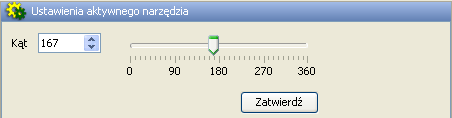 Ustawienia aktywnego narzędzia
Kąt 167
0 90 180 270 360
Zatwierdź